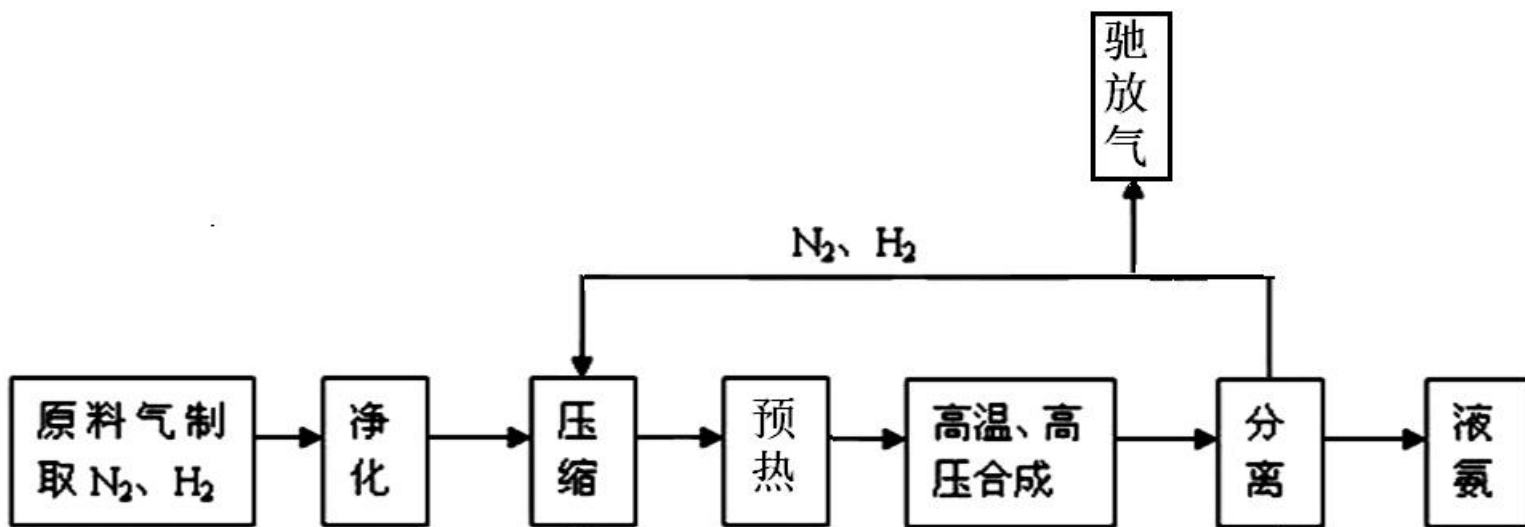 驰
放
气
N₂、H₂
原料气制
取N₂、H₂
净
化
压
缩
预
热
高温、高
压合成
分
离
液
氨